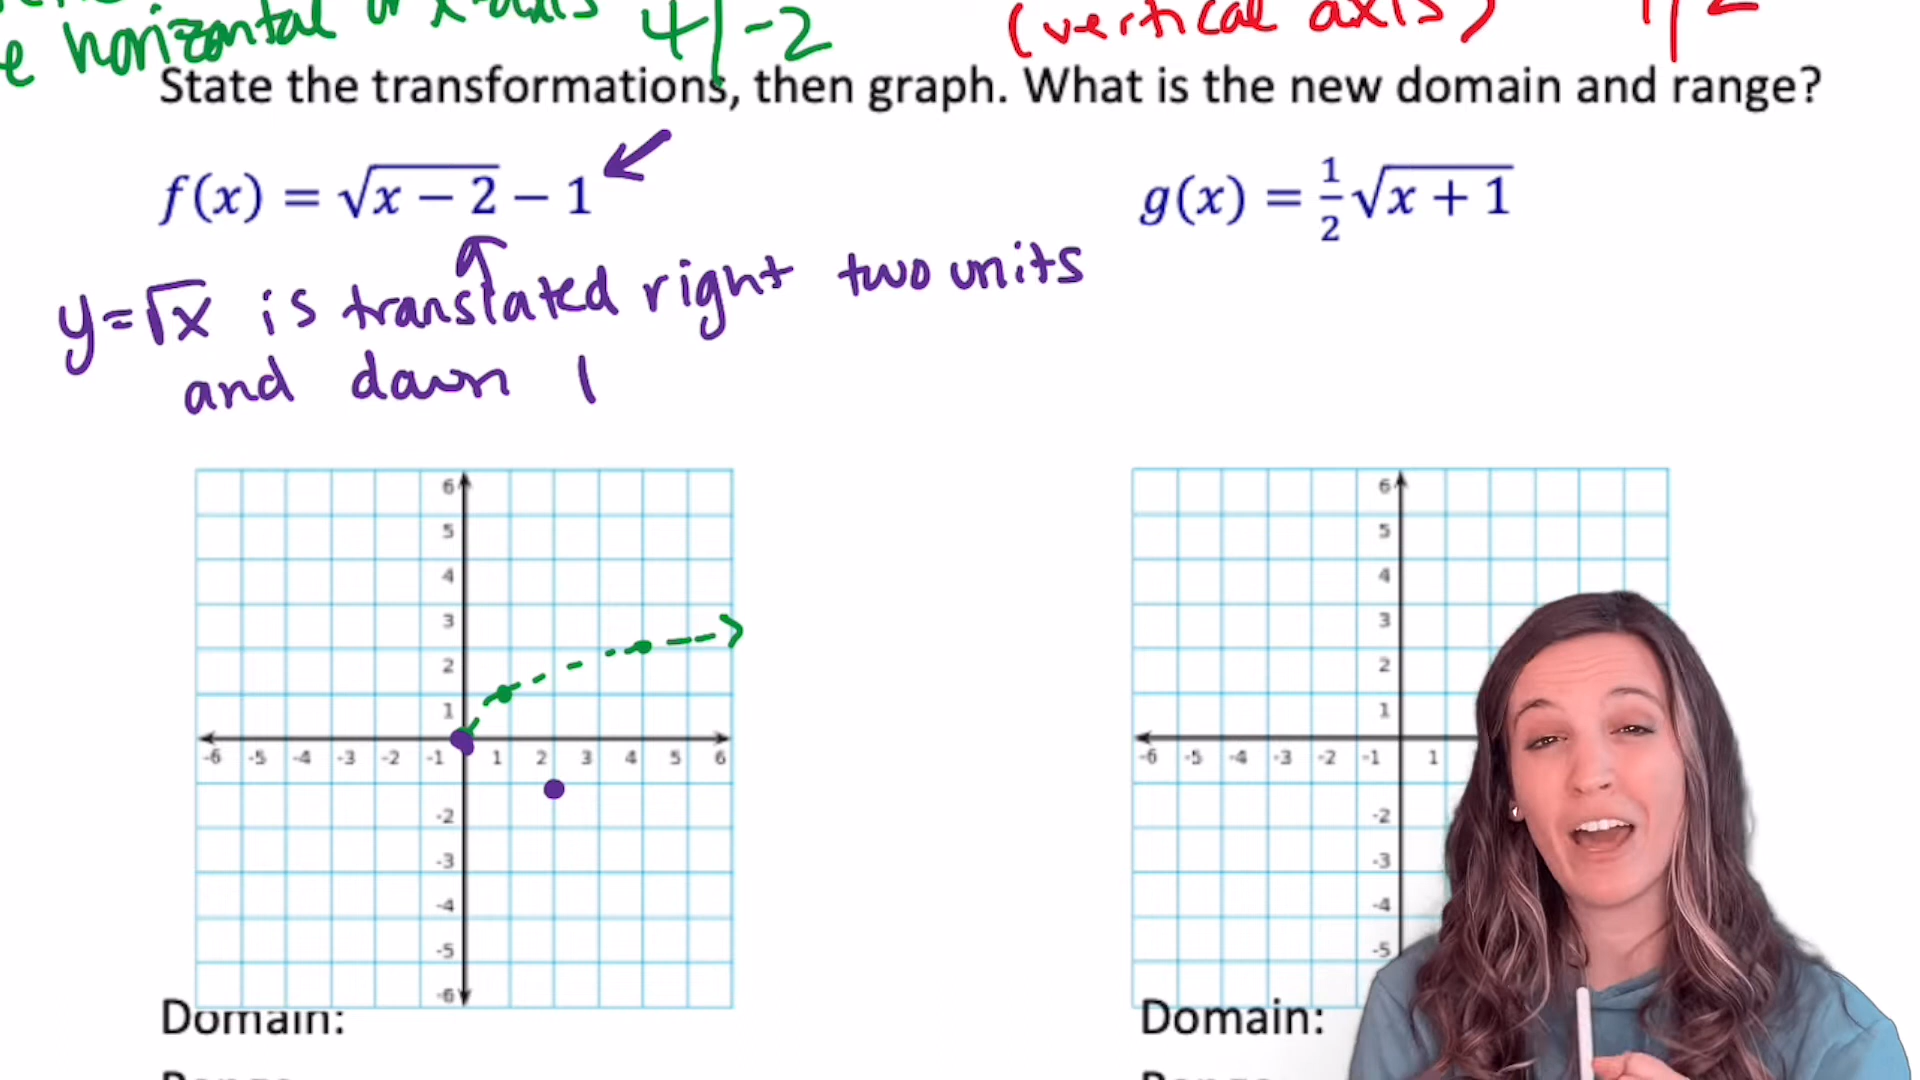 e horizontal or x-axis
4 | -2
(vertical axis)
State the transformations, then graph. What is the new domain and range?
f(x) = √x − 2 − 1
g(x) = 1/2 √x + 1
y=√x is translated right two units
and down 1
6
5
4
3
2
1
-6 -5 -4 -3 -2 -1 1 2 3 4 5 6
-2
-3
-4
-5
-6
6
5
4
3
2
1
-6 -5 -4 -3 -2 -1 1
-2
-3
-4
-5
Domain:
Domain: